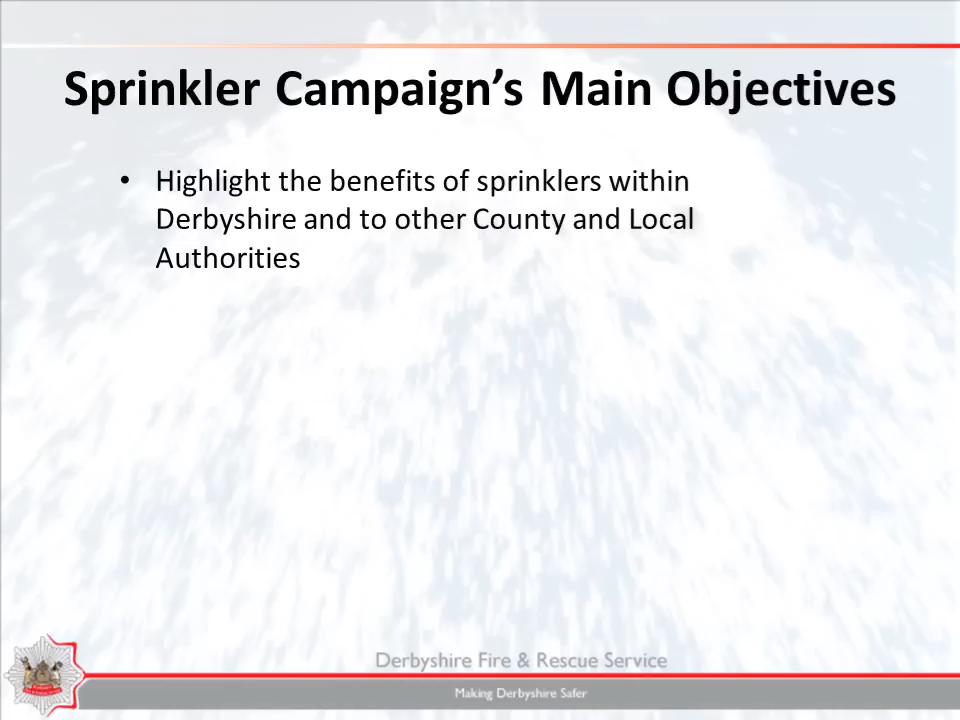 Sprinkler Campaign’s Main Objectives
• Highlight the benefits of sprinklers within
Derbyshire and to other County and Local
Authorities
Derbyshire Fire & Rescue Service
Making Derbyshire Safer